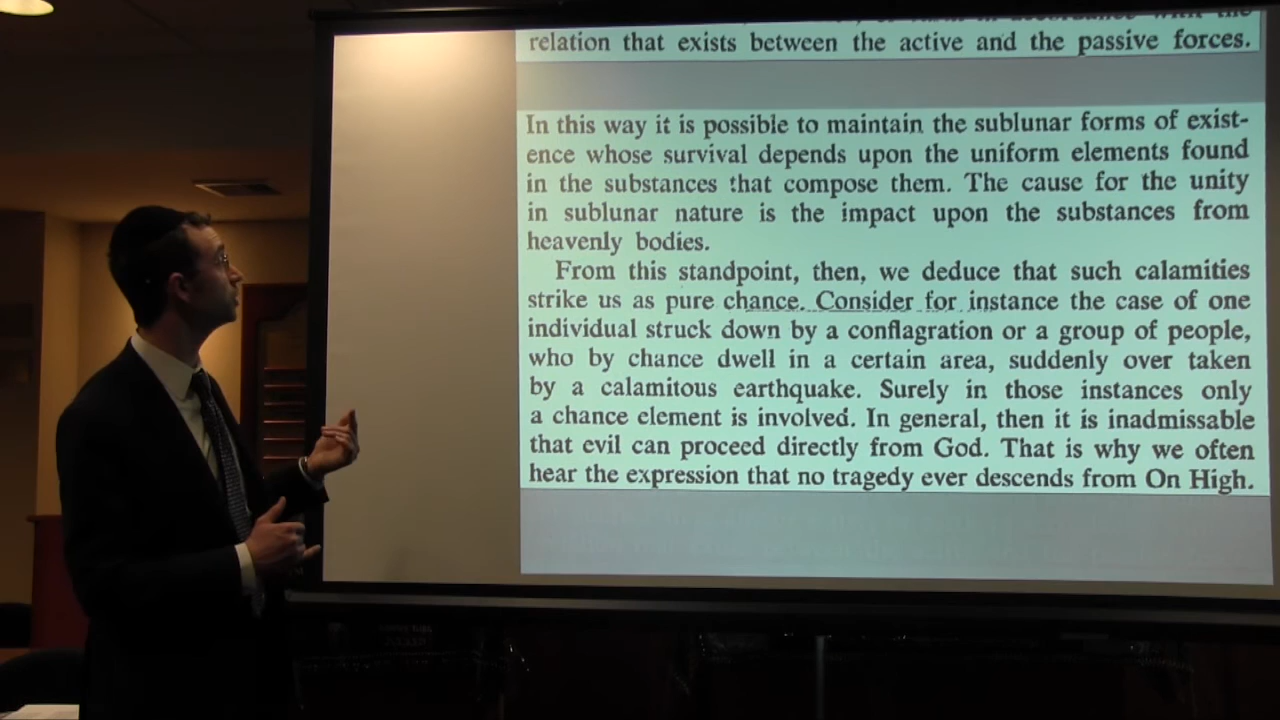 relation that exists between the active and the passive forces.
In this way it is possible to maintain the sublunar forms of exist-
ence whose survival depends upon the uniform elements found
in the substances that compose them. The cause for the unity
in sublunar nature is the impact upon the substances from
heavenly bodies.
From this standpoint, then, we deduce that such calamities
strike us as pure chance. Consider for instance the case of one
individual struck down by a conflagration or a group of people,
who by chance dwell in a certain area, suddenly over taken
by a calamitous earthquake. Surely in those instances only
a chance element is involved. In general, then it is inadmissable
that evil can proceed directly from God. That is why we often
hear the expression that no tragedy ever descends from On High.